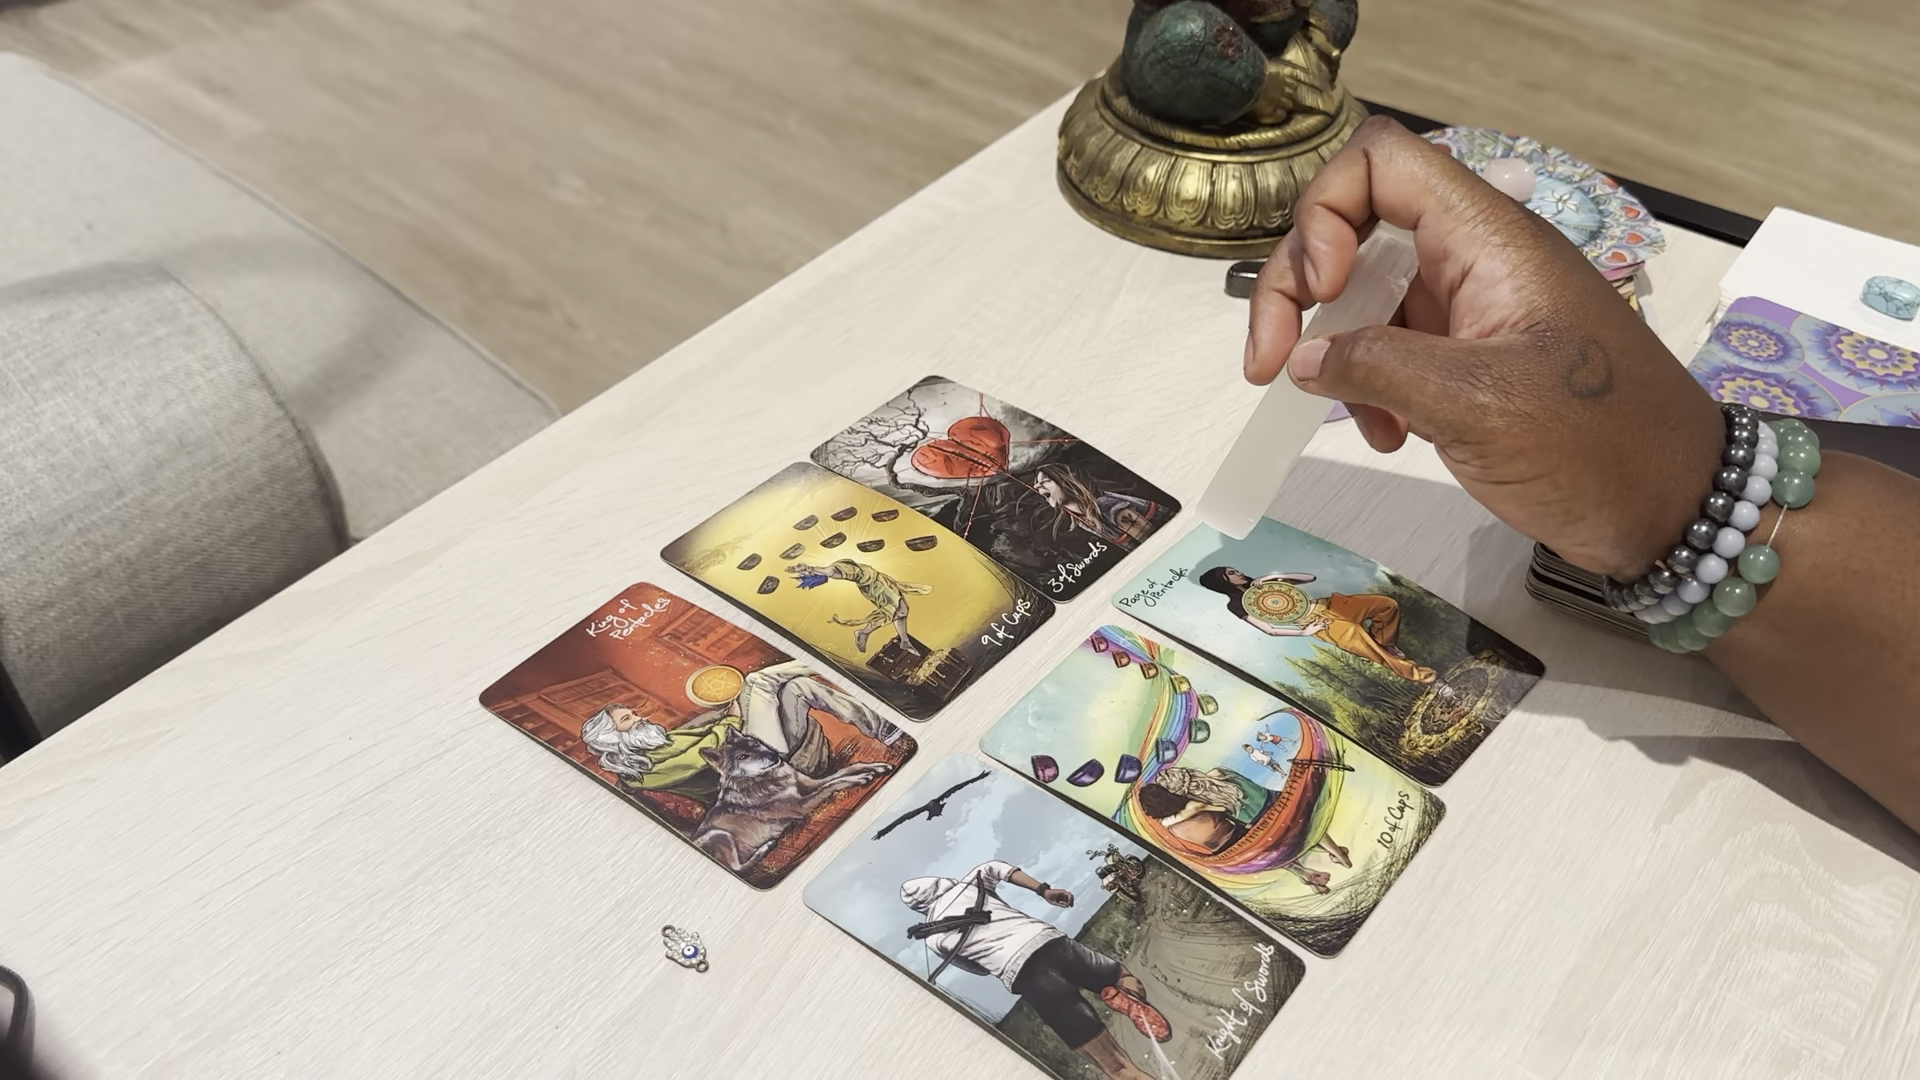 3 of Swords
9 of Cups
King of
Pentacles
Page of
Pentacles
10 of Cups
Knight of Swords